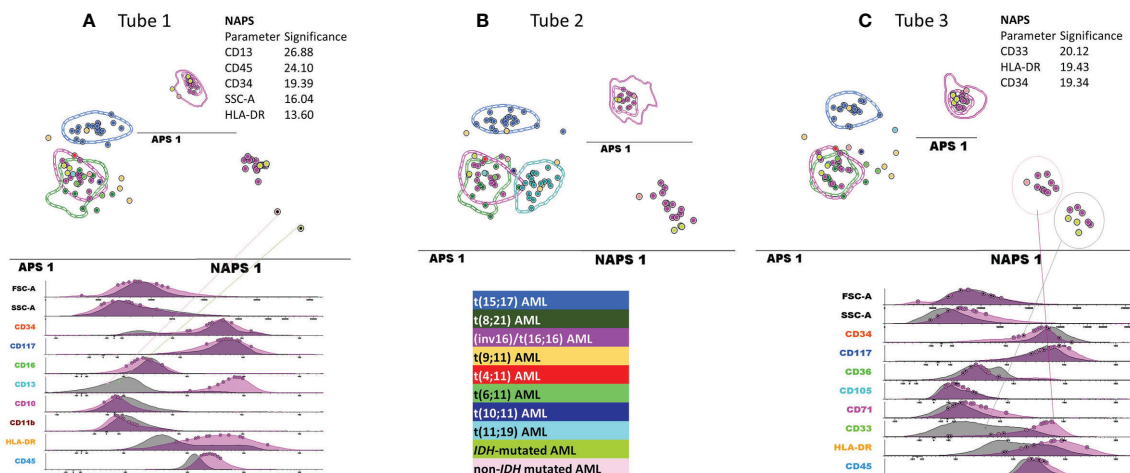 A Tube 1
NAPS
Parameter Significance
CD13 26.88
CD45 24.10
CD34 19.39
SSC-A 16.04
HLA-DR 13.60
APS 1
APS 1
NAPS 1
FSC-A
SSC-A
CD34
CD117
CD16
CD13
CD10
CD11b
HLA-DR
CD45
B Tube 2
APS 1
APS 1
NAPS 1
t(15;17) AML
t(8;21) AML
(inv16)/t(16;16) AML
t(9;11) AML
t(4;11) AML
t(6;11) AML
t(10;11) AML
t(11;19) AML
IDH-mutated AML
non-IDH mutated AML
C Tube 3
NAPS
Parameter Significance
CD33 20.12
HLA-DR 19.43
CD34 19.34
APS 1
APS 1
NAPS 1
FSC-A
SSC-A
CD34
CD117
CD36
CD105
CD71
CD33
HLA-DR
CD45